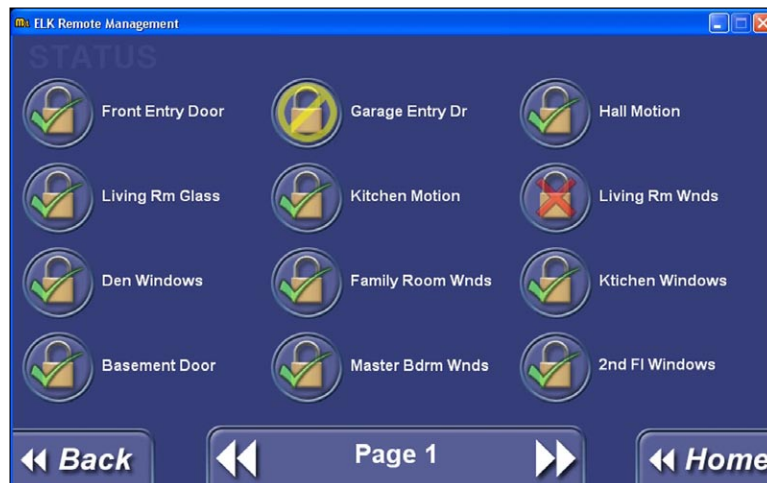 ELK Remote Management
STATUS
Front Entry Door
Garage Entry Dr
Hall Motion
Living Rm Glass
Kitchen Motion
Living Rm Wnds
Den Windows
Family Room Wnds
Ktichen Windows
Basement Door
Master Bdrm Wnds
2nd Fl Windows
Back
Page 1
Home